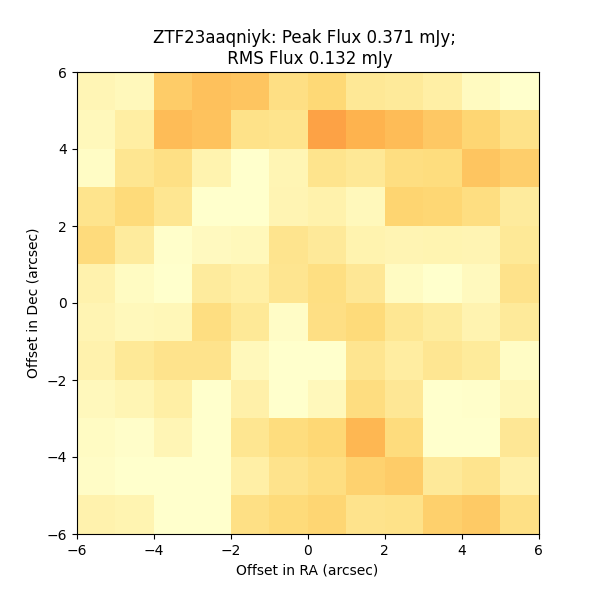 ZTF23aaqniyk: Peak Flux 0.371 mJy;
RMS Flux 0.132 mJy
6
4
2
0
−2
−4
−6
Offset in Dec (arcsec)
−6 −4 −2 0 2 4 6
Offset in RA (arcsec)